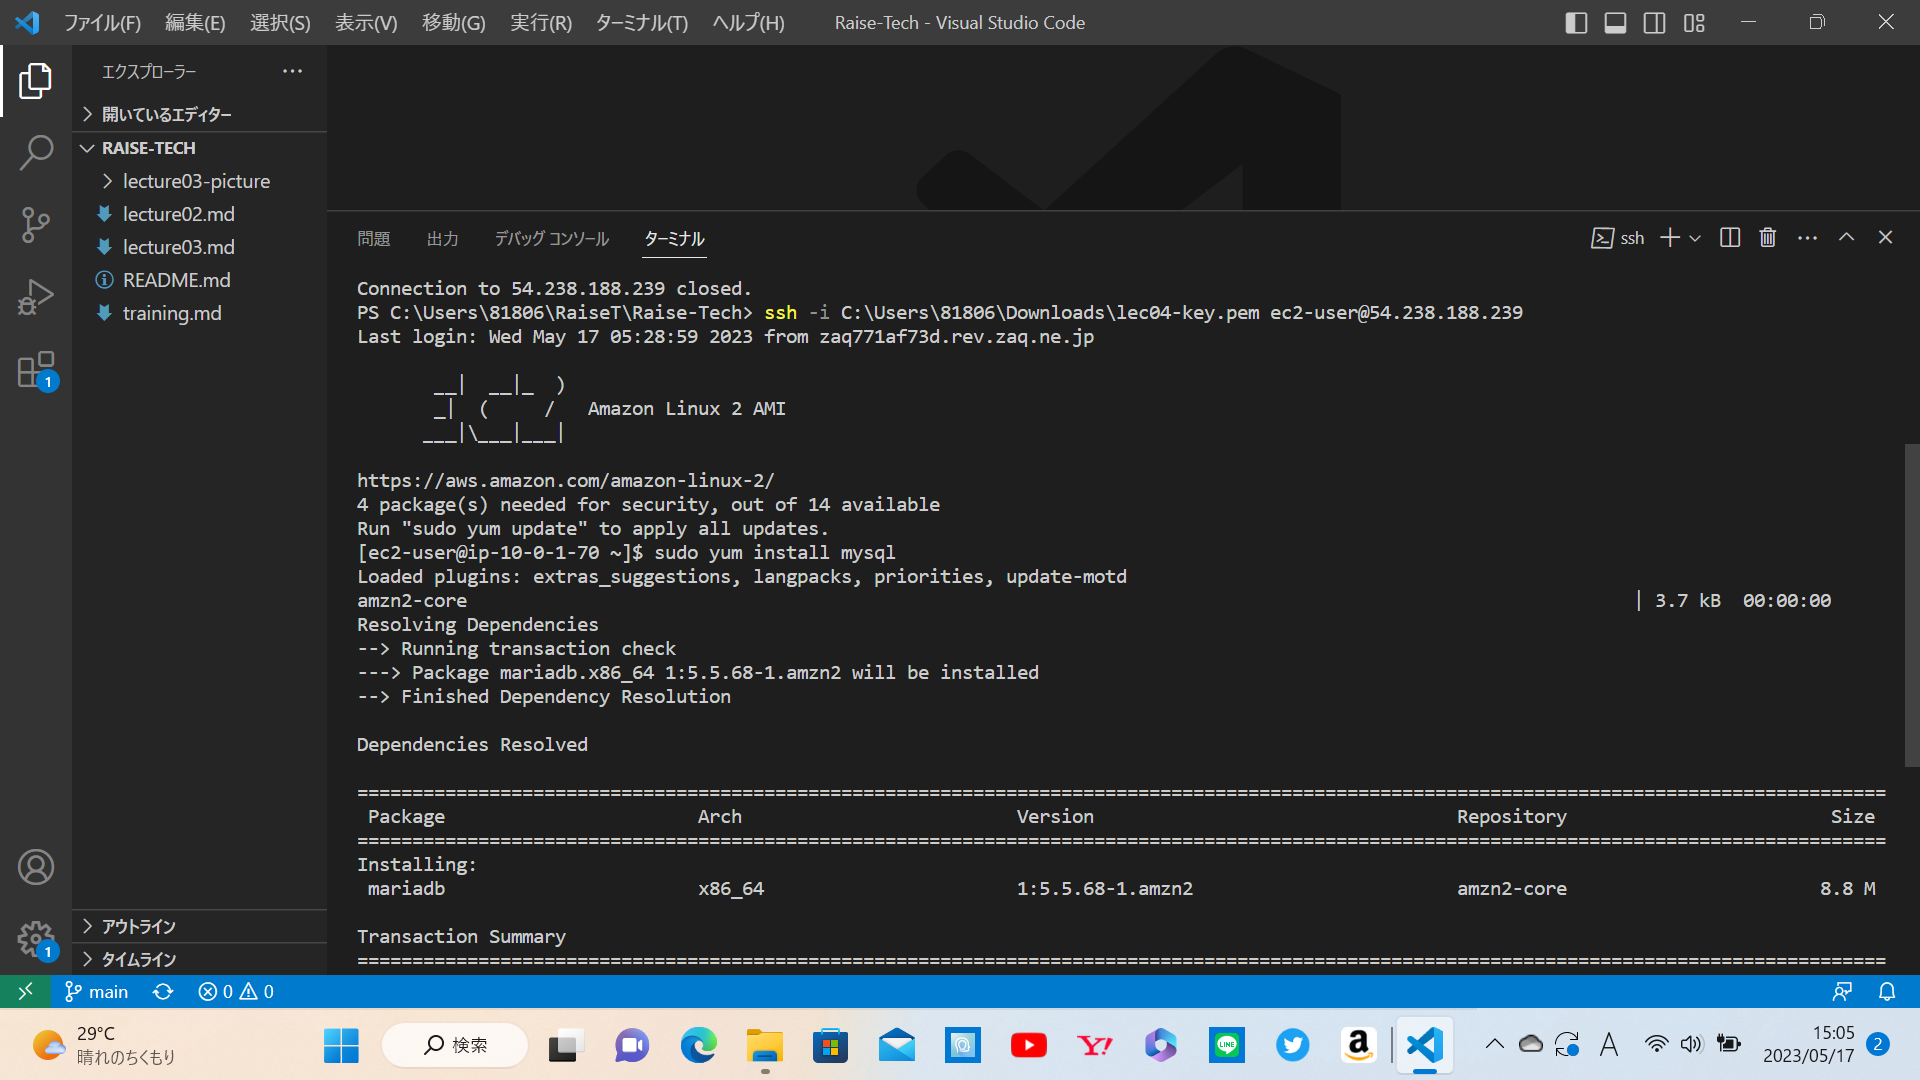 ファイル(F) 編集(E) 選択(S) 表示(V) 移動(G) 実行(R) ターミナル(T) ヘルプ(H) Raise-Tech - Visual Studio Code
エクスプローラー
開いているエディター
RAISE-TECH
lecture03-picture
lecture02.md
lecture03.md
README.md
training.md
1
1
アウトライン
タイムライン
問題 出力 デバッグ コンソール ターミナル ssh
Connection to 54.238.188.239 closed.
PS C:\Users\81806\RaiseT\Raise-Tech> ssh -i C:\Users\81806\Downloads\lec04-key.pem ec2-user@54.238.188.239
Last login: Wed May 17 05:28:59 2023 from zaq771af73d.rev.zaq.ne.jp
       __|  __|_  )
       _|  (     /   Amazon Linux 2 AMI
      ___|\___|___|
https://aws.amazon.com/amazon-linux-2/
4 package(s) needed for security, out of 14 available
Run "sudo yum update" to apply all updates.
[ec2-user@ip-10-0-1-70 ~]$ sudo yum install mysql
Loaded plugins: extras_suggestions, langpacks, priorities, update-motd
amzn2-core | 3.7 kB 00:00:00
Resolving Dependencies
--> Running transaction check
---> Package mariadb.x86_64 1:5.5.68-1.amzn2 will be installed
--> Finished Dependency Resolution
Dependencies Resolved
===========================================================================================================================================
Package Arch Version Repository Size
===========================================================================================================================================
Installing:
mariadb x86_64 1:5.5.68-1.amzn2 amzn2-core 8.8 M
Transaction Summary
===========================================================================================================================================
main 0 0
29°C
晴れのちくもり
検索
Y!
LINE
a
A
15:05
2023/05/17
2